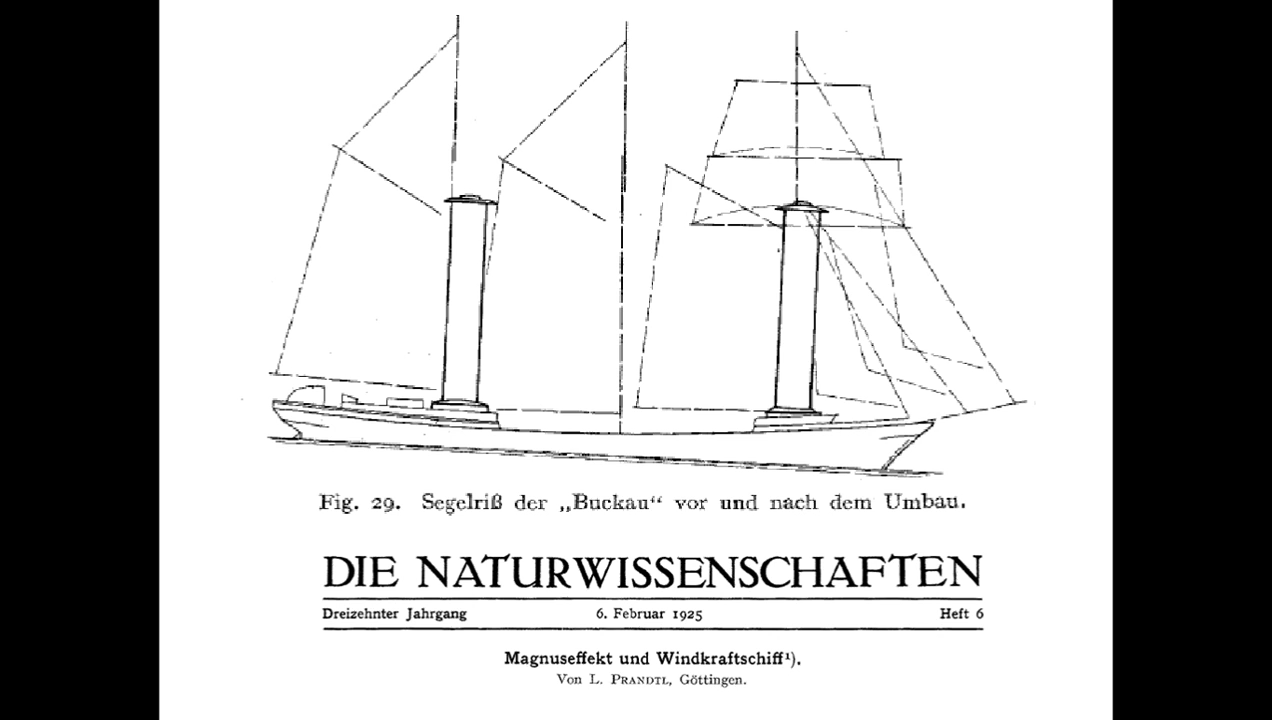 Fig. 29. Segelriß der „Buckau“ vor und nach dem Umbau.
DIE NATURWISSENSCHAFTEN
Dreizehnter Jahrgang 6. Februar 1925 Heft 6
Magnuseffekt und Windkraftschiff¹).
Von L. PRANDTL, Göttingen.